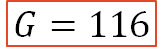 G = 116